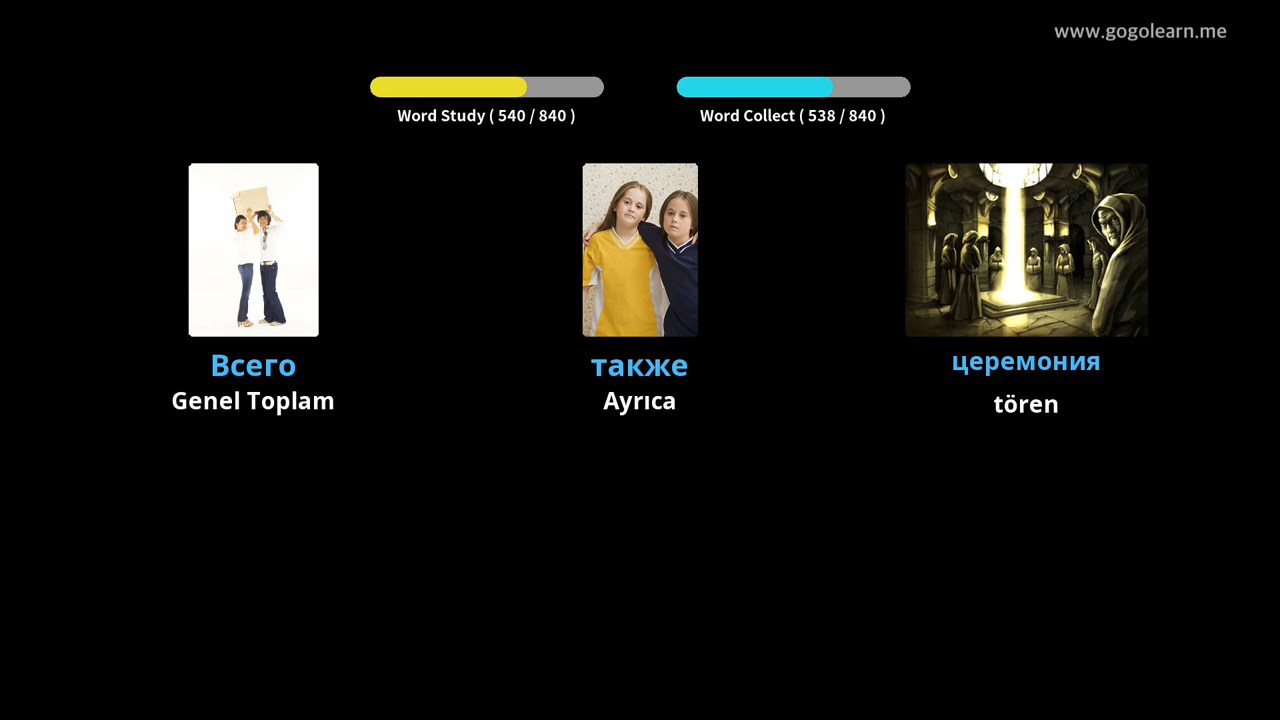 www.gogolearn.me
Word Study ( 540 / 840 )
Word Collect ( 538 / 840 )
Всего
Genel Toplam
также
Ayrıca
церемония
tören